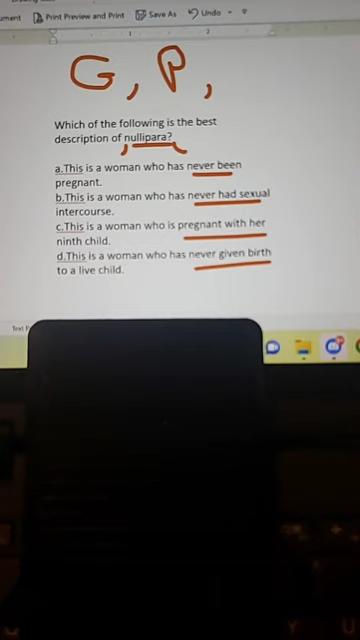 Print Preview and Print Save As Undo
1 2
G, P,
Which of the following is the best
description of nullipara?
a.This is a woman who has never been
pregnant.
b.This is a woman who has never had sexual
intercourse.
c.This is a woman who is pregnant with her
ninth child.
d.This is a woman who has never given birth
to a live child.